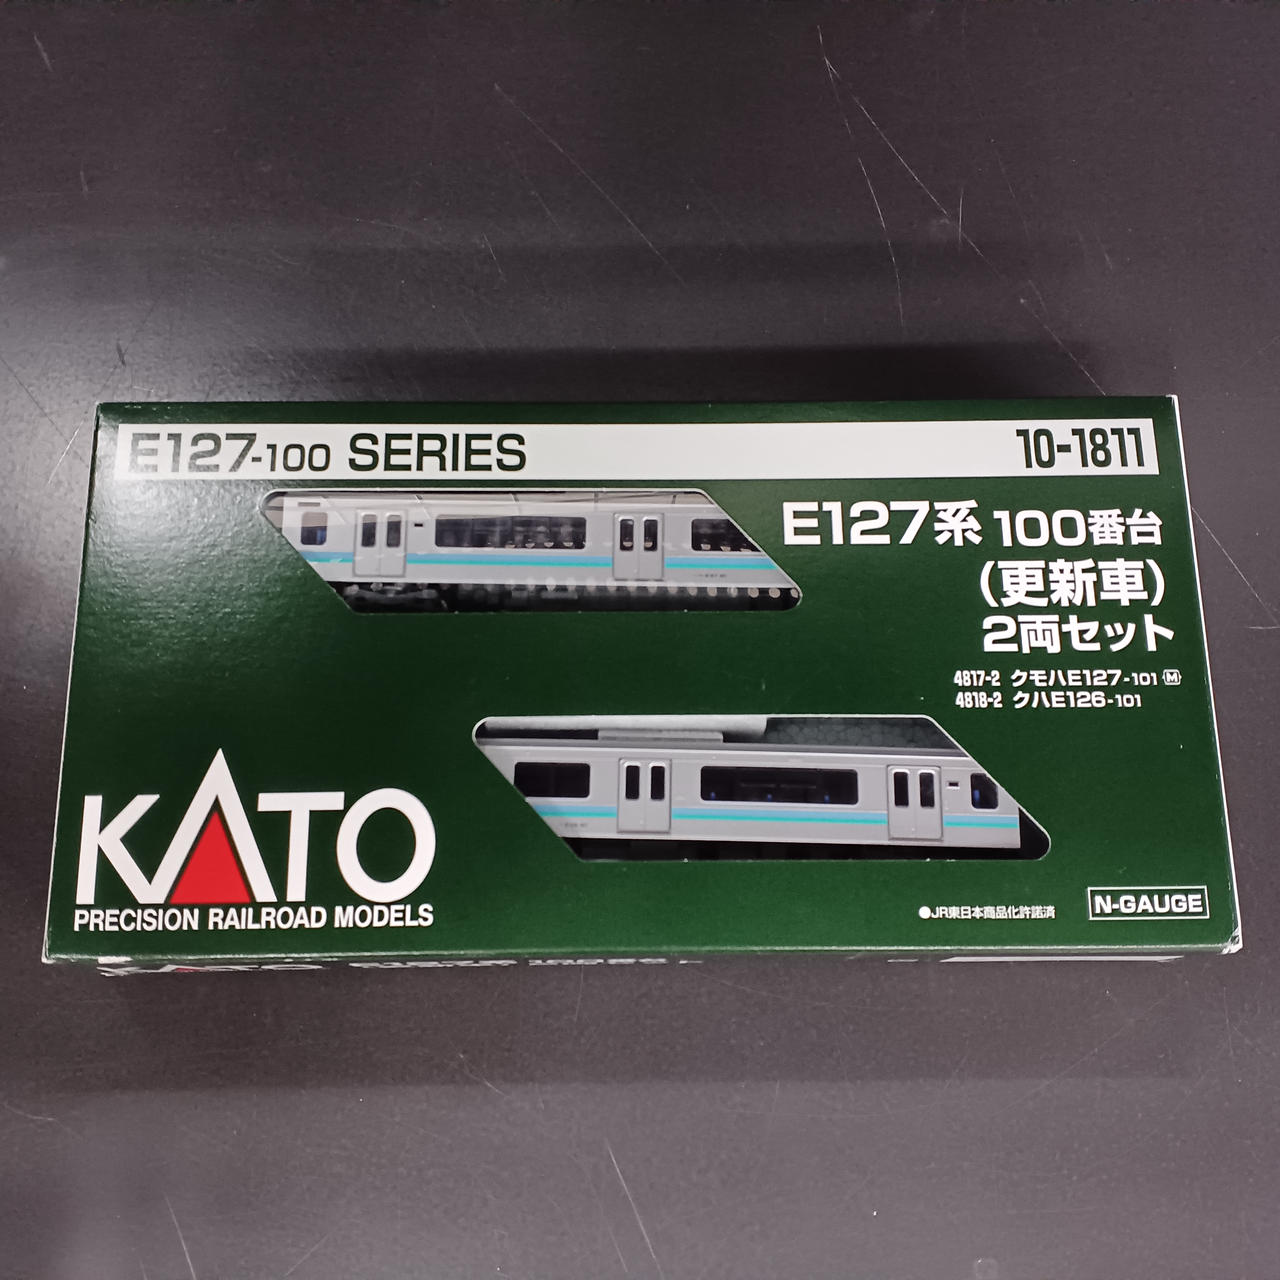 E127-100 SERIES
10-1811
E127系 100番台
(更新車)
2両セット
4817-2 クモハE127-101 M
4818-2 クハE126-101
KATO
PRECISION RAILROAD MODELS
●JR東日本商品化許諾済
N-GAUGE